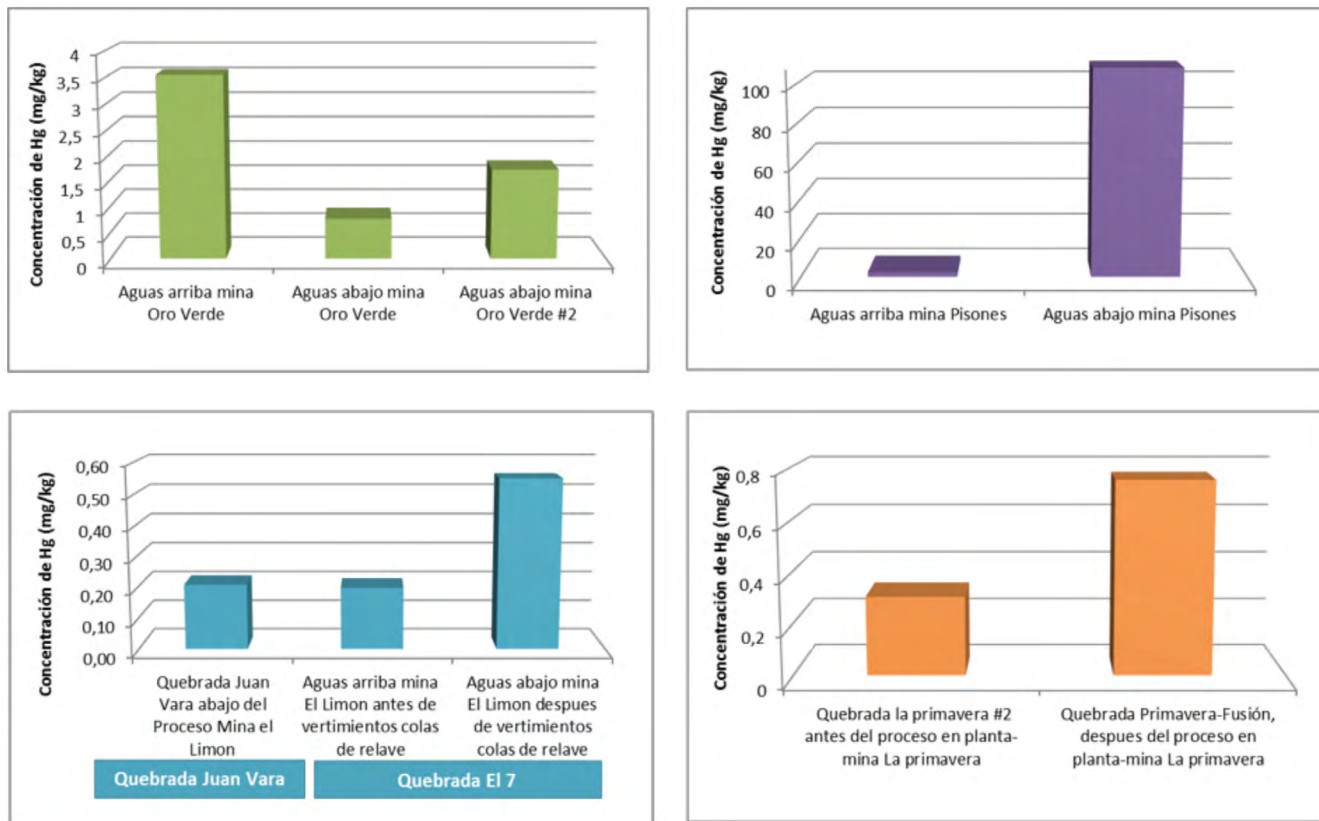 Concentración de Hg (mg/kg)
4
3,5
3
2,5
2
1,5
1
0,5
0
Aguas arriba mina
Oro Verde
Aguas abajo mina
Oro Verde
Aguas abajo mina
Oro Verde #2
Concentración de Hg (mg/kg)
100
80
60
40
20
0
Aguas arriba mina Pisones
Aguas abajo mina Pisones
Concentración de Hg (mg/kg)
0,60
0,50
0,40
0,30
0,20
0,10
0,00
Quebrada Juan
Vara abajo del
Proceso Mina el
Limon
Aguas arriba mina
El Limon antes de
vertimientos colas
de relave
Aguas abajo mina
El Limon despues
de vertimientos
colas de relave
Quebrada Juan Vara
Quebrada El 7
Concentración de Hg (mg/kg)
0,8
0,6
0,4
0,2
0
Quebrada la primavera #2
antes del proceso en planta-
mina La primavera
Quebrada Primavera-Fusión,
despues del proceso en
planta-mina La primavera